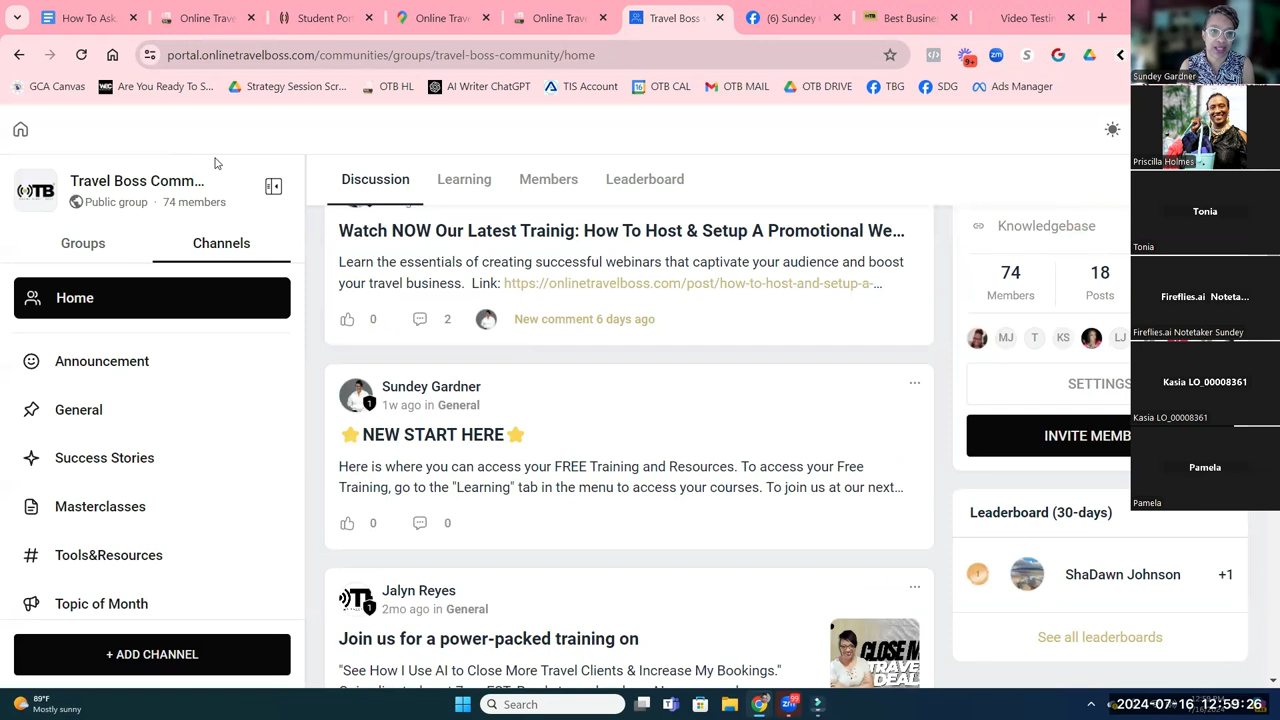 How To Ask
Online Trave
Student Por
Online Trave
Online Trave
Travel Boss
(6) Sundey
Best Busine
Video Testi
portal.onlinetravelboss.com/communities/groups/travel-boss-community/home
9+
zm
GCA Canvas
Are You Ready To S...
Strategy Session Scr...
OTB HL
AI Writer ChatGPT
TIS Account
OTB CAL
OTB MAIL
OTB DRIVE
TBG
SDG
Ads Manager
Travel Boss Comm...
Public group · 74 members
Groups
Channels
Home
Announcement
General
Success Stories
Masterclasses
Tools&Resources
Topic of Month
+ ADD CHANNEL
Discussion
Learning
Members
Leaderboard
Watch NOW Our Latest Trainig: How To Host & Setup A Promotional We...
Learn the essentials of creating successful webinars that captivate your audience and boost
your travel business. Link: https://onlinetravelboss.com/post/how-to-host-and-setup-a-...
0
2
New comment 6 days ago
Sundey Gardner
1
1w ago in General
⭐NEW START HERE⭐
Here is where you can access your FREE Training and Resources. To access your Free
Training, go to the "Learning" tab in the menu to access your courses. To join us at our next...
0
0
Jalyn Reyes
1
2mo ago in General
Join us for a power-packed training on
"See How I Use AI to Close More Travel Clients & Increase My Bookings."
CLOSE M
TRAVEL
DEAL
Knowledgebase
74
Members
18
Posts
MJ
T
KS
LJ
SETTINGS
INVITE MEMB
Leaderboard (30-days)
1
ShaDawn Johnson
+1
See all leaderboards
Sundey Gardner
Priscilla Holmes
Tonia
Tonia
Fireflies.ai Noteta...
Fireflies.ai Notetaker Sundey
Kasia LO_00008361
Kasia LO_00008361
Pamela
Pamela
89°F
Mostly sunny
Search
99
2024-07-16 12:59:26